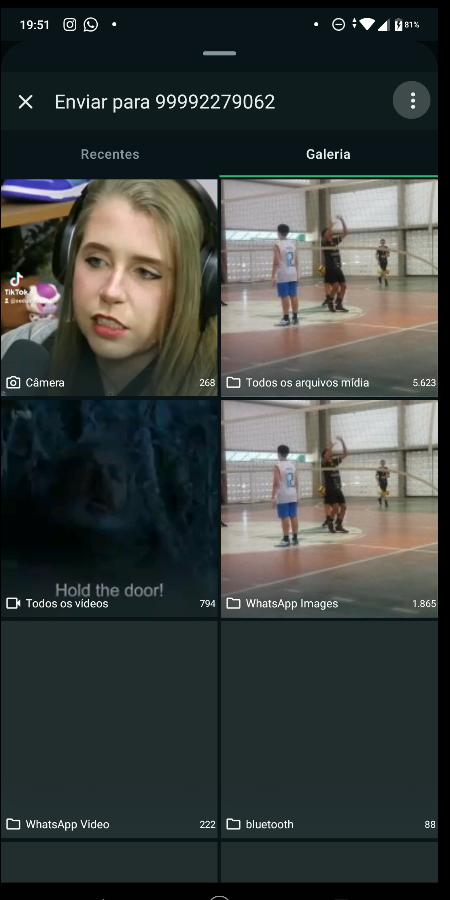 19:51
81%
Enviar para 99992279062
Recentes
Galeria
TikTok
Câmera 268
Todos os arquivos mídia 5.623
Hold the door!
Todos os vídeos 794
WhatsApp Images 1.865
WhatsApp Video 222
bluetooth 88